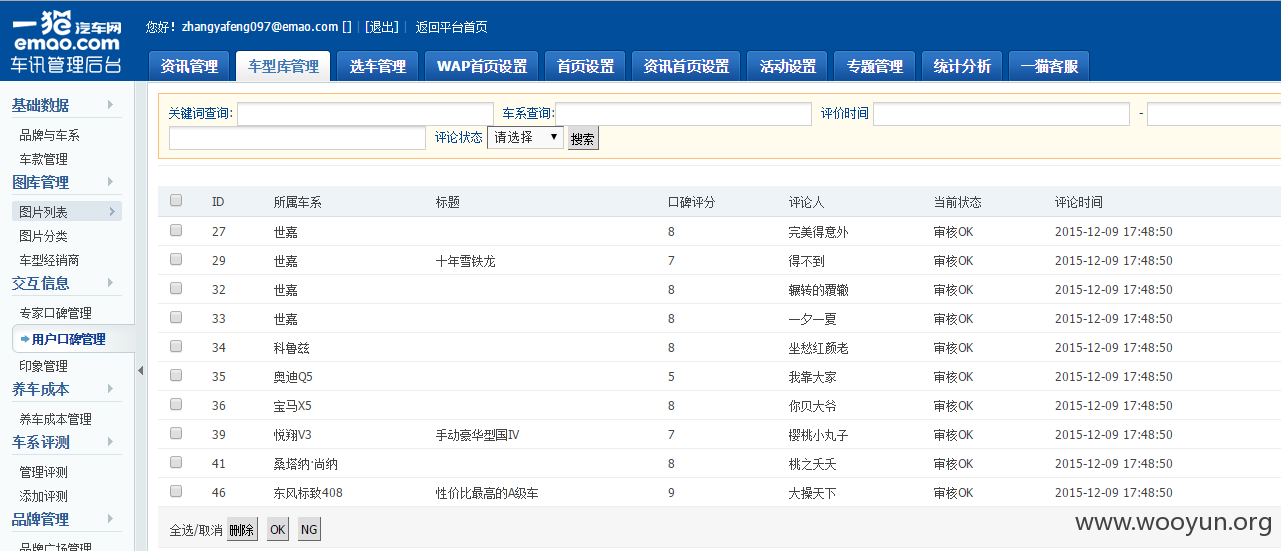 一猫汽车网
emao.com
车讯管理后台
您好！zhangyafeng097@emao.com [] | [退出] | 返回平台首页
资讯管理 车型库管理 选车管理 WAP首页设置 首页设置 资讯首页设置 活动设置 专题管理 统计分析 一猫客服
基础数据
品牌与车系
车款管理
图库管理
图片列表
图片分类
车型经销商
交互信息
专家口碑管理
用户口碑管理
印象管理
养车成本
养车成本管理
车系评测
管理评测
添加评测
品牌管理
品牌广场管理
关键词查询: 车系查询: 评价时间 -
评论状态 请选择 搜索
ID 所属车系 标题 口碑评分 评论人 当前状态 评论时间
27 世嘉 8 完美得意外 审核OK 2015-12-09 17:48:50
29 世嘉 十年雪铁龙 7 得不到 审核OK 2015-12-09 17:48:50
32 世嘉 8 辗转的覆辙 审核OK 2015-12-09 17:48:50
33 世嘉 8 一夕一夏 审核OK 2015-12-09 17:48:50
34 科鲁兹 8 坐愁红颜老 审核OK 2015-12-09 17:48:50
35 奥迪Q5 5 我靠大家 审核OK 2015-12-09 17:48:50
36 宝马X5 8 你贝大爷 审核OK 2015-12-09 17:48:50
39 悦翔V3 手动豪华型国IV 7 樱桃小丸子 审核OK 2015-12-09 17:48:50
41 桑塔纳·尚纳 8 桃之夭夭 审核OK 2015-12-09 17:48:50
46 东风标致408 性价比最高的A级车 9 大操天下 审核OK 2015-12-09 17:48:50
全选/取消 删除 OK NG
www.wooyun.org